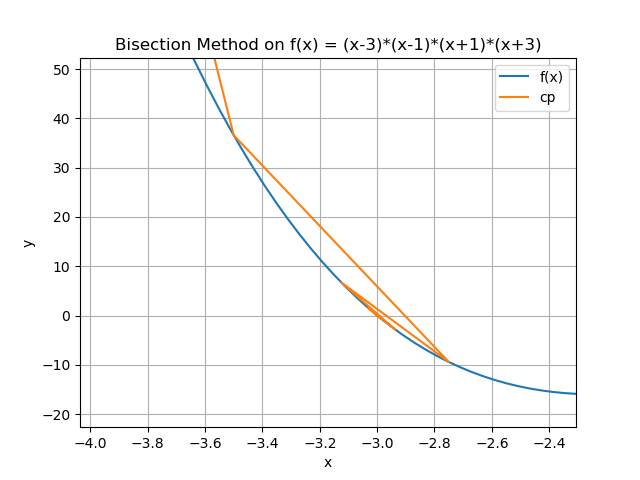 Bisection Method on f(x) = (x-3)*(x-1)*(x+1)*(x+3)
f(x)
cp
50
40
30
20
10
0
−10
−20
y
−4.0 −3.8 −3.6 −3.4 −3.2 −3.0 −2.8 −2.6 −2.4
x